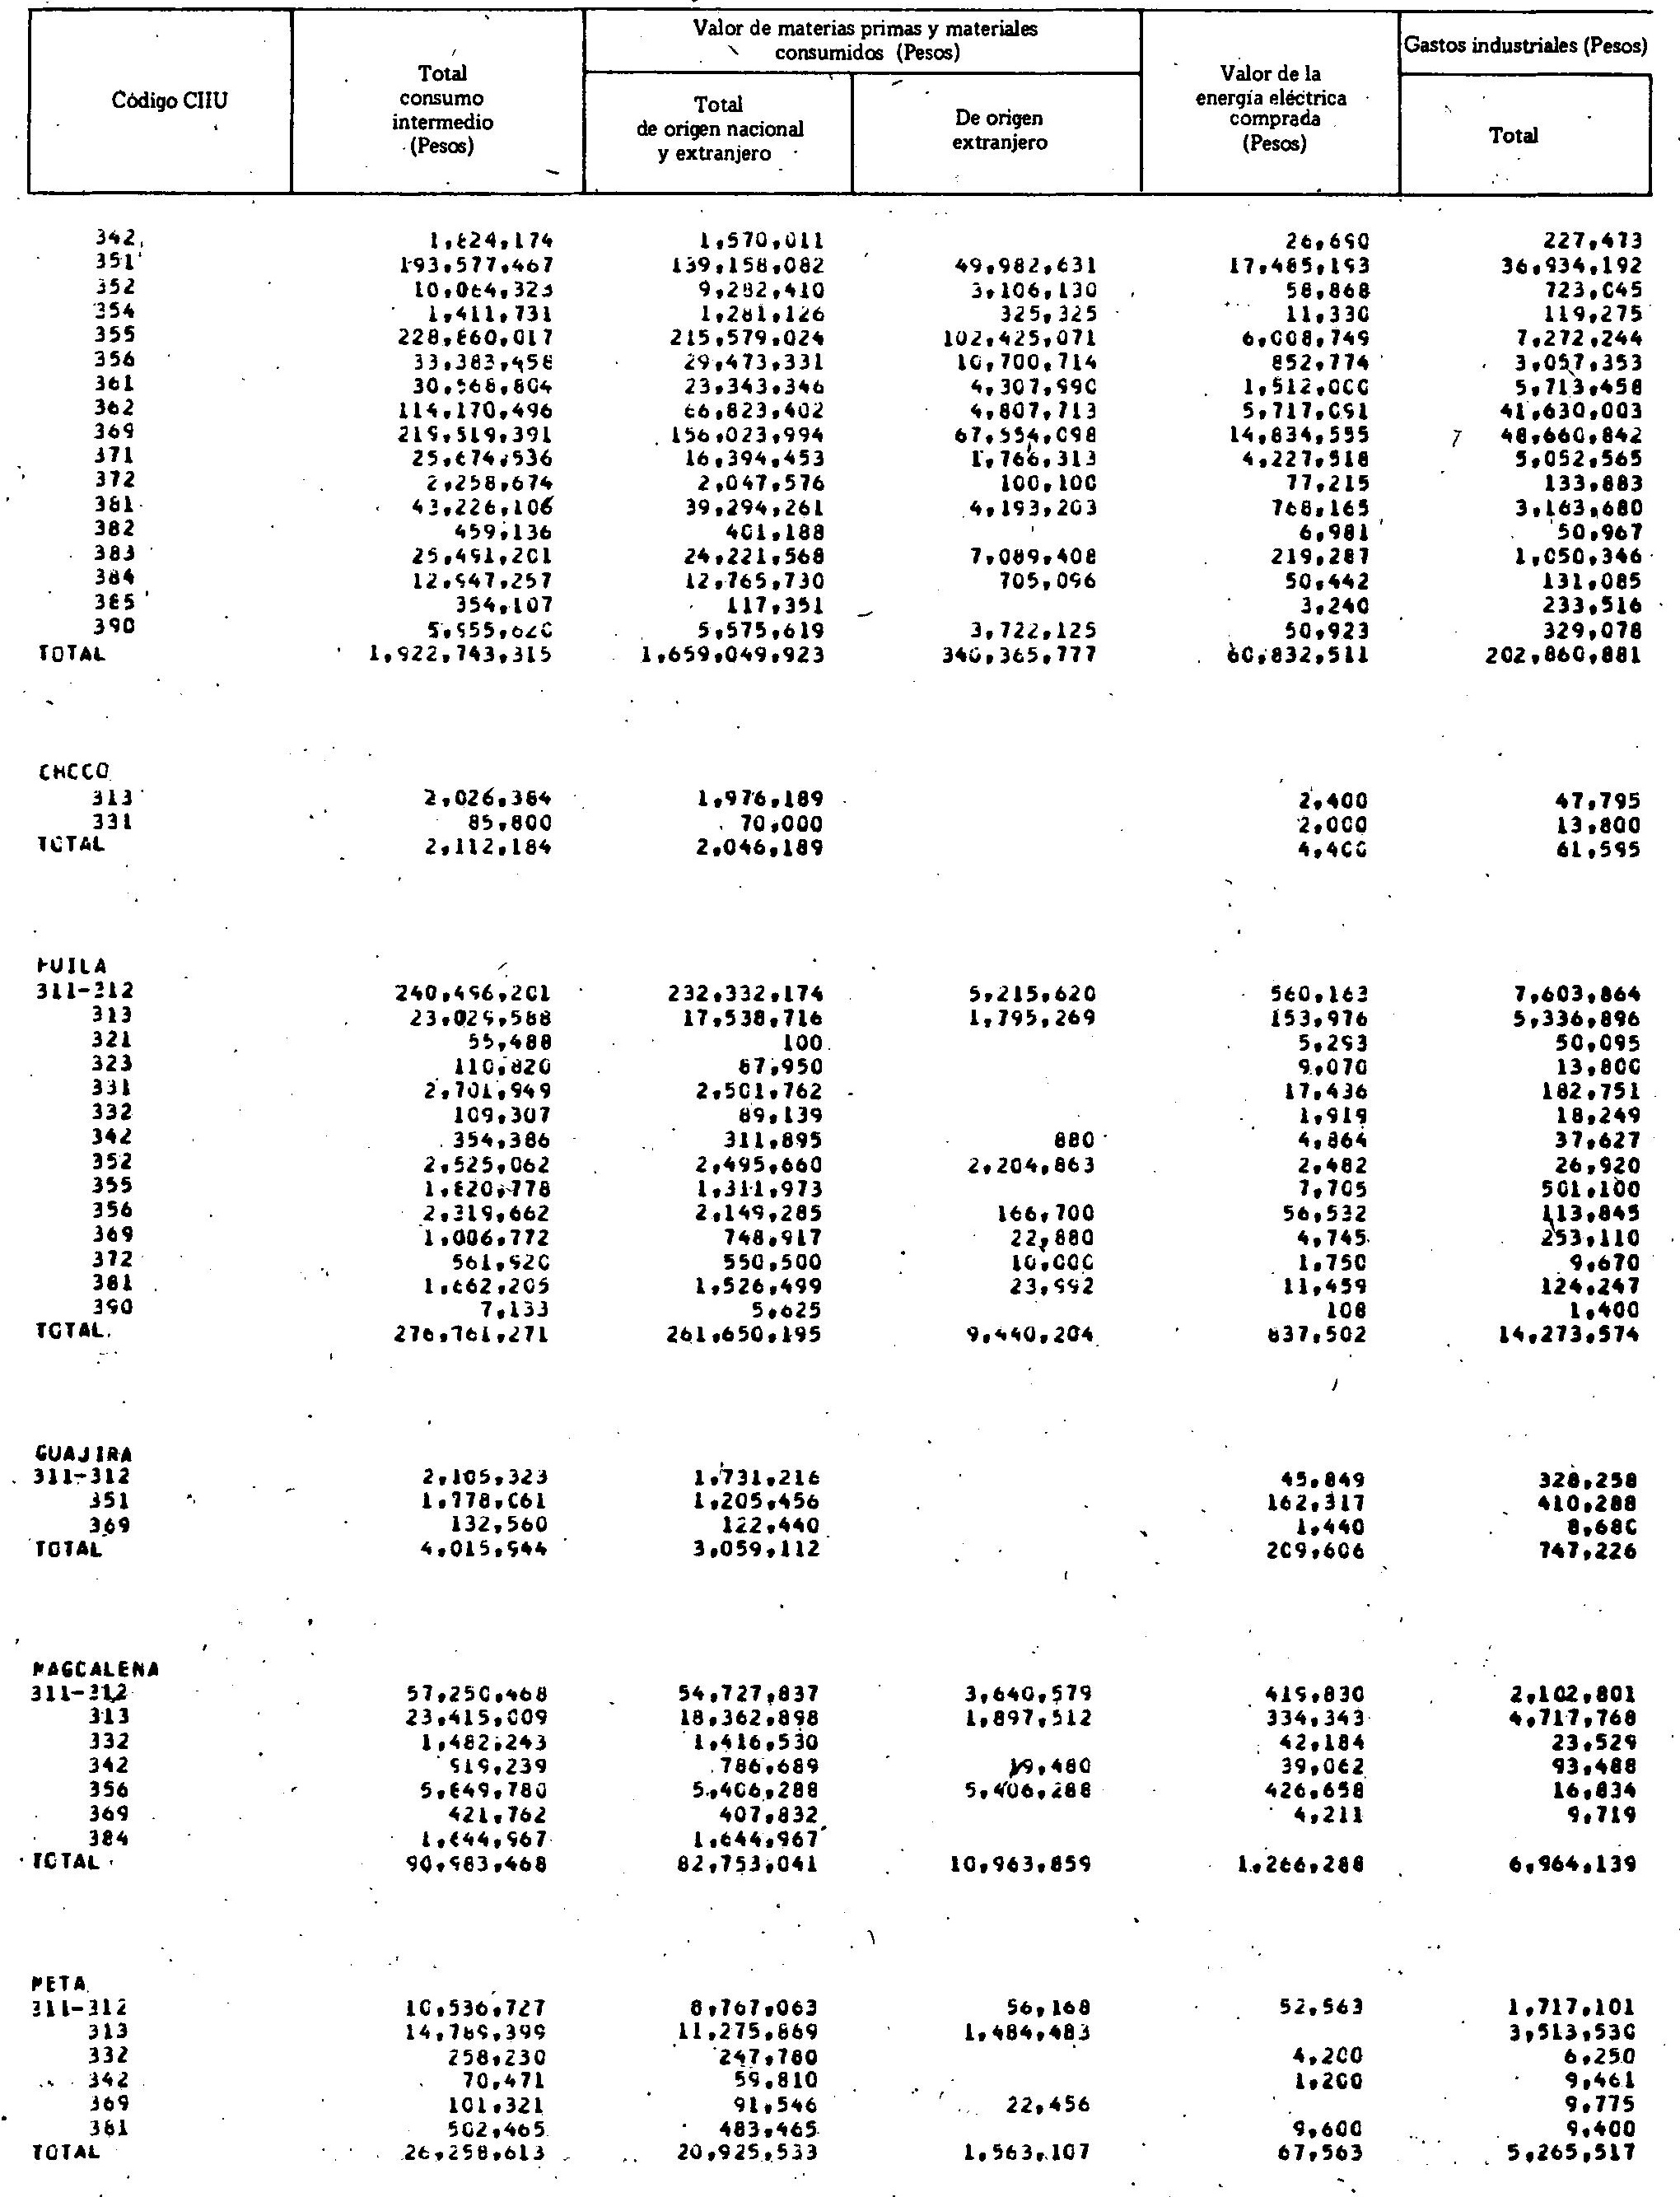 Código CIIU
Total consumo intermedio (Pesos)
Valor de materias primas y materiales consumidos (Pesos)
Total de origen nacional y extranjero
De origen extranjero
Valor de la energía eléctrica comprada (Pesos)
Gastos industriales (Pesos)
Total
342 1,824,174 1,570,011 26,690 227,473
351 193,577,467 139,158,082 49,982,631 17,485,193 36,934,192
352 10,064,323 9,282,410 3,106,130 58,868 723,045
354 1,411,731 1,281,126 325,325 11,330 119,275
355 228,860,017 215,579,024 102,425,071 6,008,749 7,272,244
356 33,383,458 29,473,331 10,700,714 852,774 3,057,353
361 30,568,804 23,343,346 4,307,990 1,512,000 5,713,458
362 114,170,496 66,823,402 4,807,713 5,717,091 41,630,003
369 219,519,391 156,023,994 67,554,098 14,834,555 48,660,842
371 25,674,536 16,394,453 1,766,313 4,227,518 5,052,565
372 2,258,674 2,047,576 100,100 77,215 133,883
381 43,226,106 39,294,261 4,193,203 768,165 3,163,680
382 459,136 401,188 6,981 50,967
383 25,491,201 24,221,568 7,089,408 219,287 1,050,346
384 12,947,257 12,765,730 705,096 50,442 131,085
385 354,107 117,351 3,240 233,516
390 5,955,620 5,575,619 3,722,125 50,923 329,078
TOTAL 1,922,743,315 1,659,049,923 340,365,777 60,832,511 202,860,881
CHOCO
313 2,026,384 1,976,189 2,400 47,795
331 85,800 70,000 2,000 13,800
TOTAL 2,112,184 2,046,189 4,400 61,595
HUILA
311-312 240,496,201 232,332,174 5,215,620 560,163 7,603,864
313 23,029,588 17,538,716 1,795,269 153,976 5,336,896
321 55,488 100 5,293 50,095
323 110,820 87,950 9,070 13,800
331 2,701,949 2,501,762 17,436 182,751
332 109,307 89,139 1,919 18,249
342 354,386 311,895 880 4,864 37,627
352 2,525,062 2,495,660 2,204,863 2,482 26,920
355 1,820,778 1,311,973 7,705 501,100
356 2,319,662 2,149,285 166,700 56,532 113,845
369 1,006,772 748,917 22,880 4,745 253,110
372 561,920 550,500 10,000 1,750 9,670
381 1,662,205 1,526,499 23,992 11,459 124,247
390 7,133 5,625 108 1,400
TOTAL 276,761,271 261,650,195 9,440,204 837,502 14,273,574
GUAJIRA
311-312 2,105,323 1,731,216 45,849 328,258
351 1,778,061 1,205,456 162,317 410,288
369 132,560 122,440 1,440 8,680
TOTAL 4,015,944 3,059,112 209,606 747,226
MAGDALENA
311-312 57,250,468 54,727,837 3,640,579 419,830 2,102,801
313 23,415,009 18,362,898 1,897,512 334,343 4,717,768
332 1,482,243 1,416,530 42,184 23,529
342 919,239 786,689 19,480 39,062 93,488
356 5,849,780 5,406,288 5,406,288 426,658 16,834
369 421,762 407,832 4,211 9,719
384 1,644,967 1,644,967
TOTAL 90,983,468 82,753,041 10,963,859 1,266,288 6,964,139
META
311-312 10,536,727 8,767,063 56,168 52,563 1,717,101
313 14,789,399 11,275,869 1,484,483 3,513,530
332 258,230 247,780 4,200 6,250
342 70,471 59,810 1,200 9,461
369 101,321 91,546 22,456 9,775
381 502,465 483,465 9,600 9,400
TOTAL 26,258,613 20,925,533 1,563,107 67,563 5,265,517